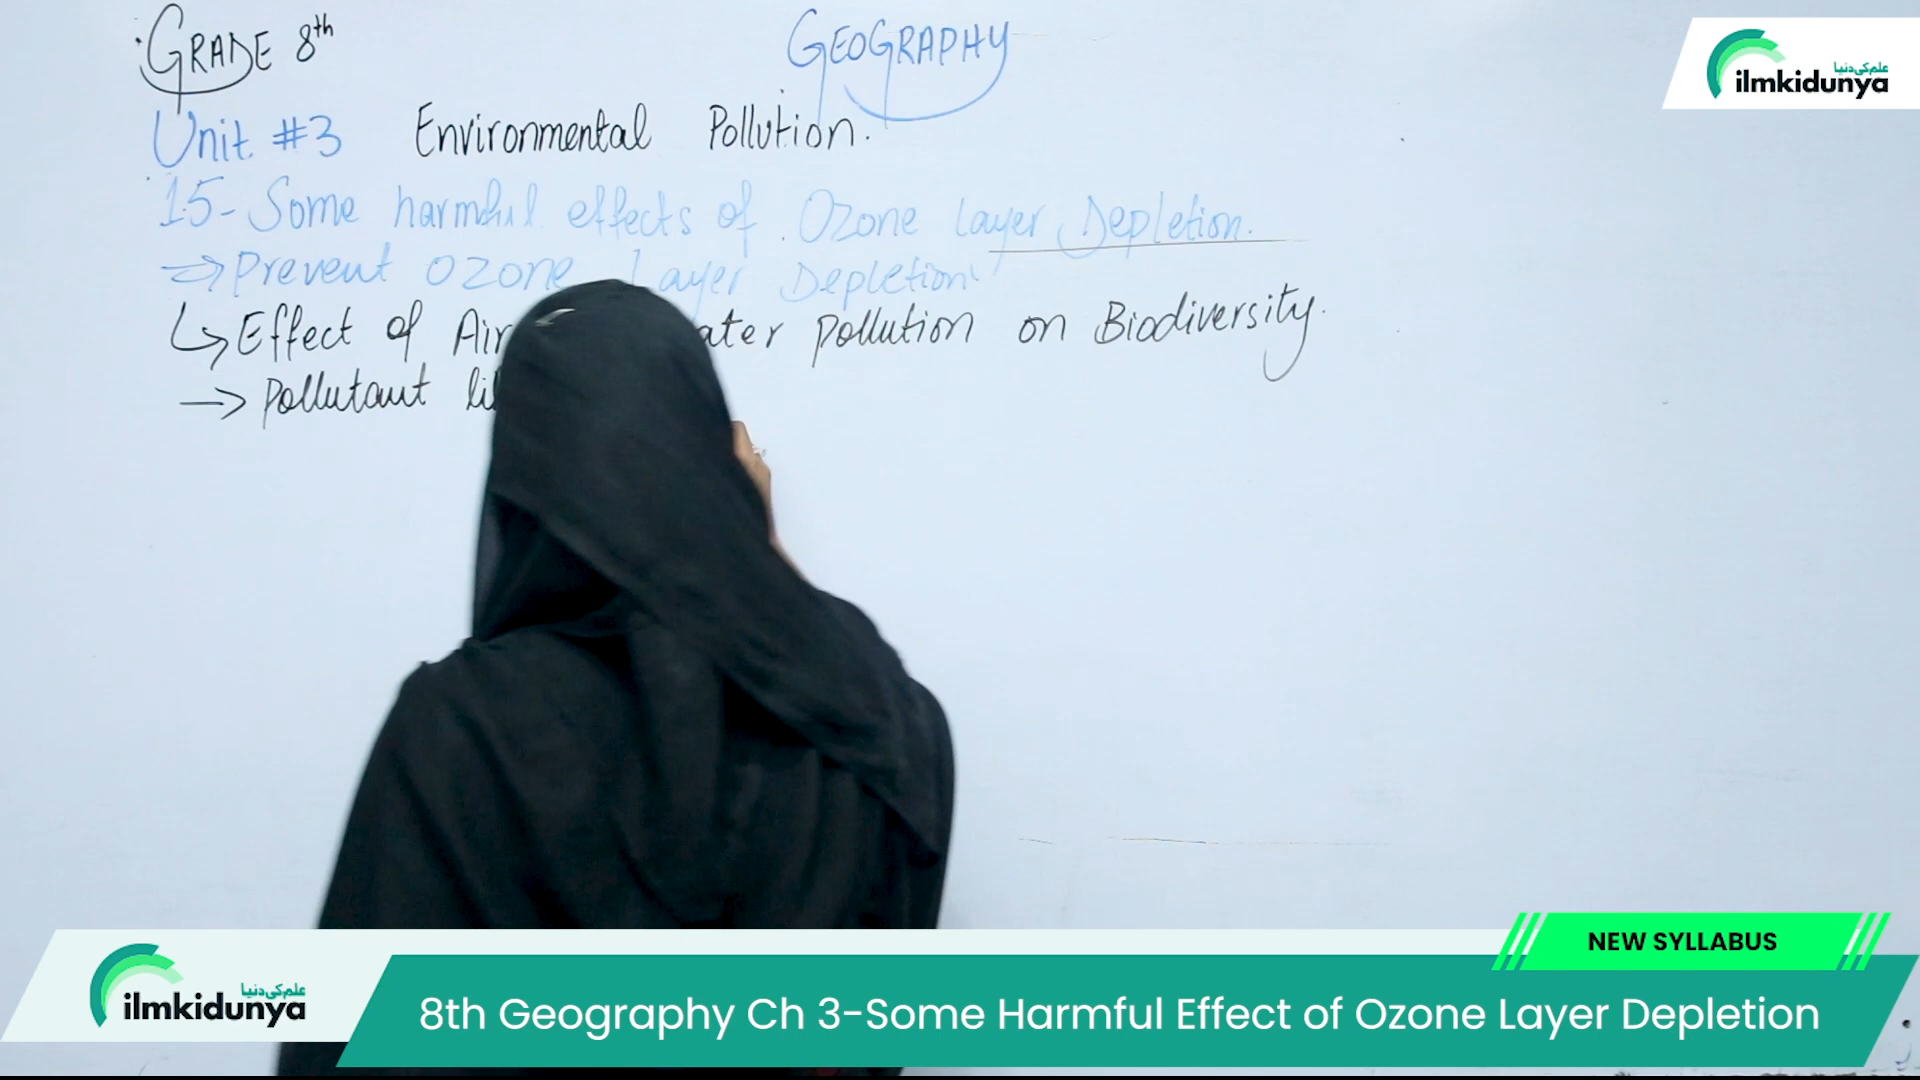 GRADE 8th
GEOGRAPHY
علم کی دنیا
ilmkidunya
Unit #3 Environmental Pollution.
15- Some harmful effects of Ozone Layer Depletion.
⇒ Prevent Ozone Layer Depletion
↳ Effect of Air ater pollution on Biodiversity.
→ Pollutant li
NEW SYLLABUS
علم کی دنیا
ilmkidunya
8th Geography Ch 3-Some Harmful Effect of Ozone Layer Depletion